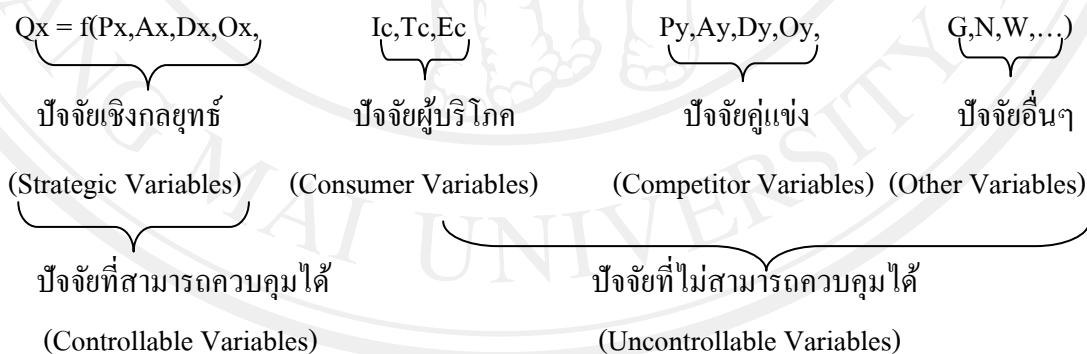 Qx = f(Px,Ax,Dx,Ox, Ic,Tc,Ec Py,Ay,Dy,Oy, G,N,W,…)
ปัจจัยเชิงกลยุทธ์ ปัจจัยผู้บริโภค ปัจจัยคู่แข่ง ปัจจัยอื่นๆ
(Strategic Variables) (Consumer Variables) (Competitor Variables) (Other Variables)
ปัจจัยที่สามารถควบคุมได้ ปัจจัยที่ไม่สามารถควบคุมได้
(Controllable Variables) (Uncontrollable Variables)
ANG MAI UNIVERSITY